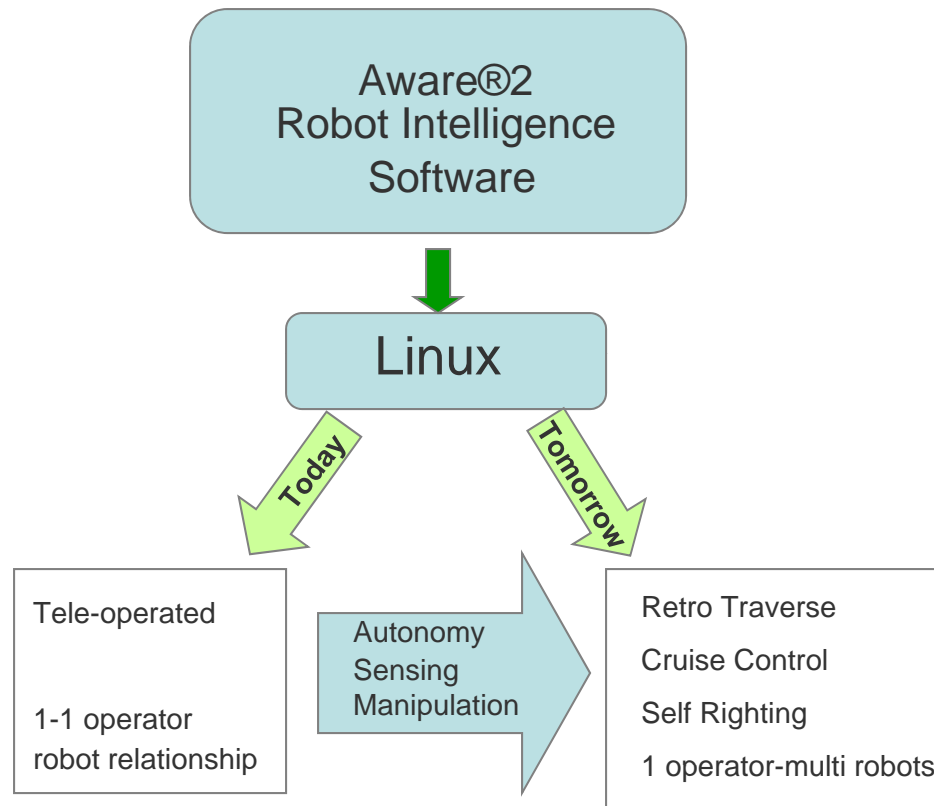 Aware®2
Robot Intelligence
Software
Linux
Today
Tomorrow
Tele-operated
1-1 operator
robot relationship
Autonomy
Sensing
Manipulation
Retro Traverse
Cruise Control
Self Righting
1 operator-multi robots